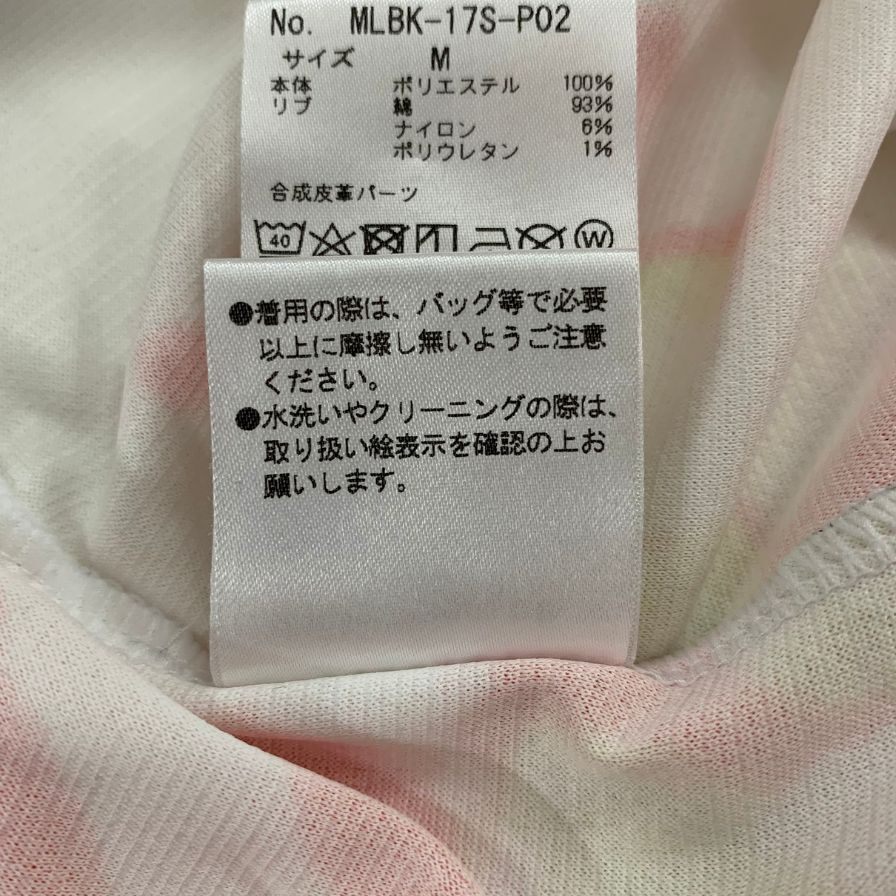 No. MLBK-17S-P02
サイズ M
本体 ポリエステル 100%
リブ 綿 93%
ナイロン 6%
ポリウレタン 1%
合成皮革パーツ
40 W
●着用の際は、バッグ等で必要
以上に摩擦し無いようご注意
ください。
●水洗いやクリーニングの際は、
取り扱い絵表示を確認の上お
願いします。